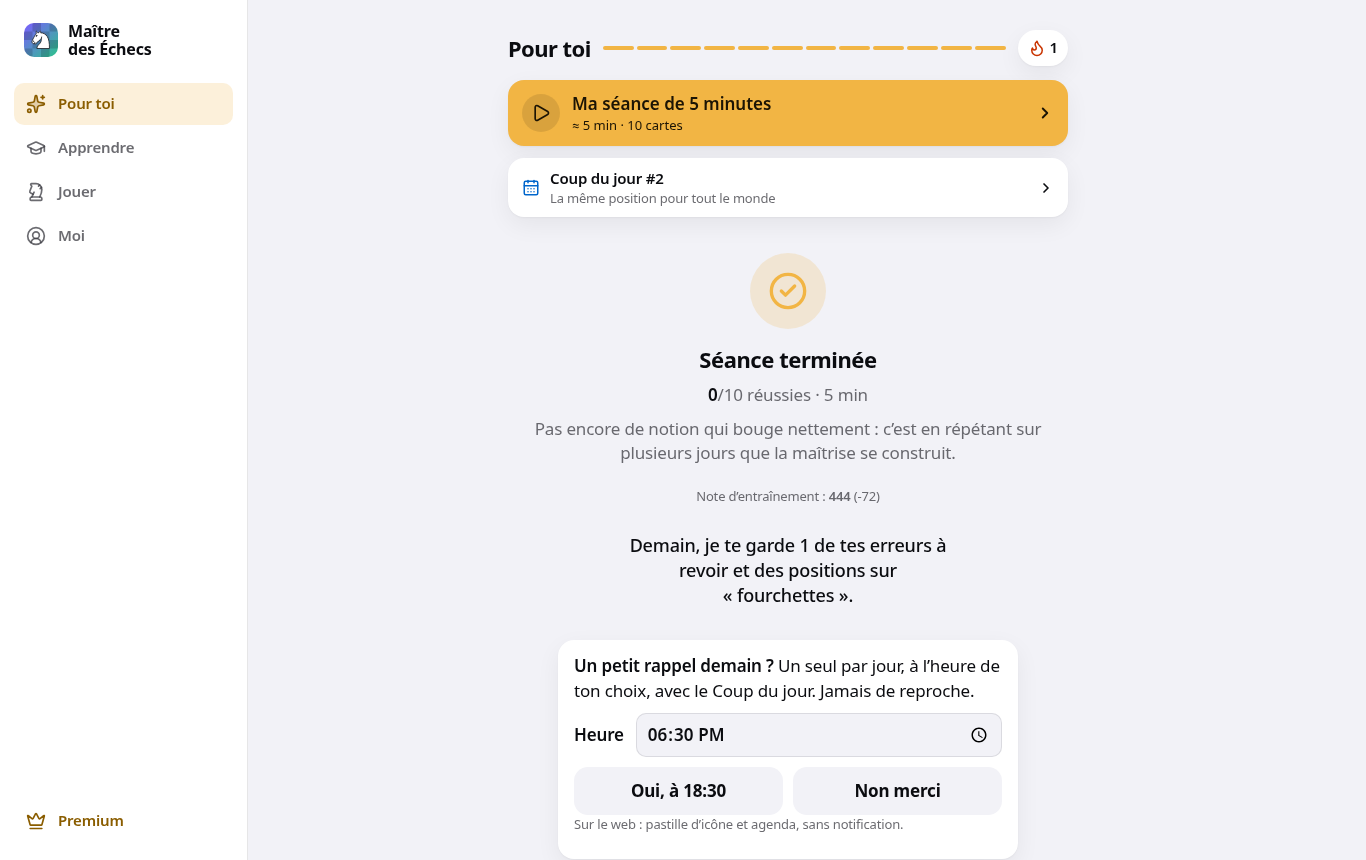 Maître
des Échecs
Pour toi
Apprendre
Jouer
Moi
Premium
Pour toi
1
Ma séance de 5 minutes
≈ 5 min · 10 cartes
Coup du jour #2
La même position pour tout le monde
Séance terminée
0/10 réussies · 5 min
Pas encore de notion qui bouge nettement : c’est en répétant sur
plusieurs jours que la maîtrise se construit.
Note d’entraînement : 444 (-72)
Demain, je te garde 1 de tes erreurs à
revoir et des positions sur
« fourchettes ».
Un petit rappel demain ? Un seul par jour, à l’heure de
ton choix, avec le Coup du jour. Jamais de reproche.
Heure 06:30 PM
Oui, à 18:30 Non merci
Sur le web : pastille d’icône et agenda, sans notification.